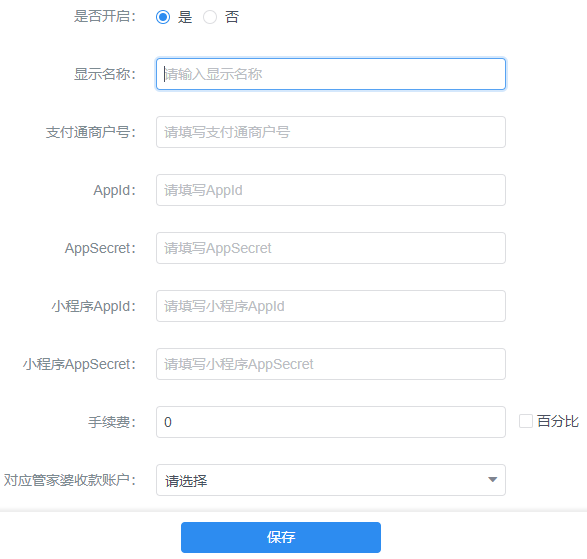 是否开启： 是 否
显示名称： 请输入显示名称
支付通商户号： 请填写支付通商户号
AppId： 请填写AppId
AppSecret： 请填写AppSecret
小程序AppId： 请填写小程序AppId
小程序AppSecret： 请填写小程序AppSecret
手续费： 0 百分比
对应管家婆收款账户： 请选择
保存